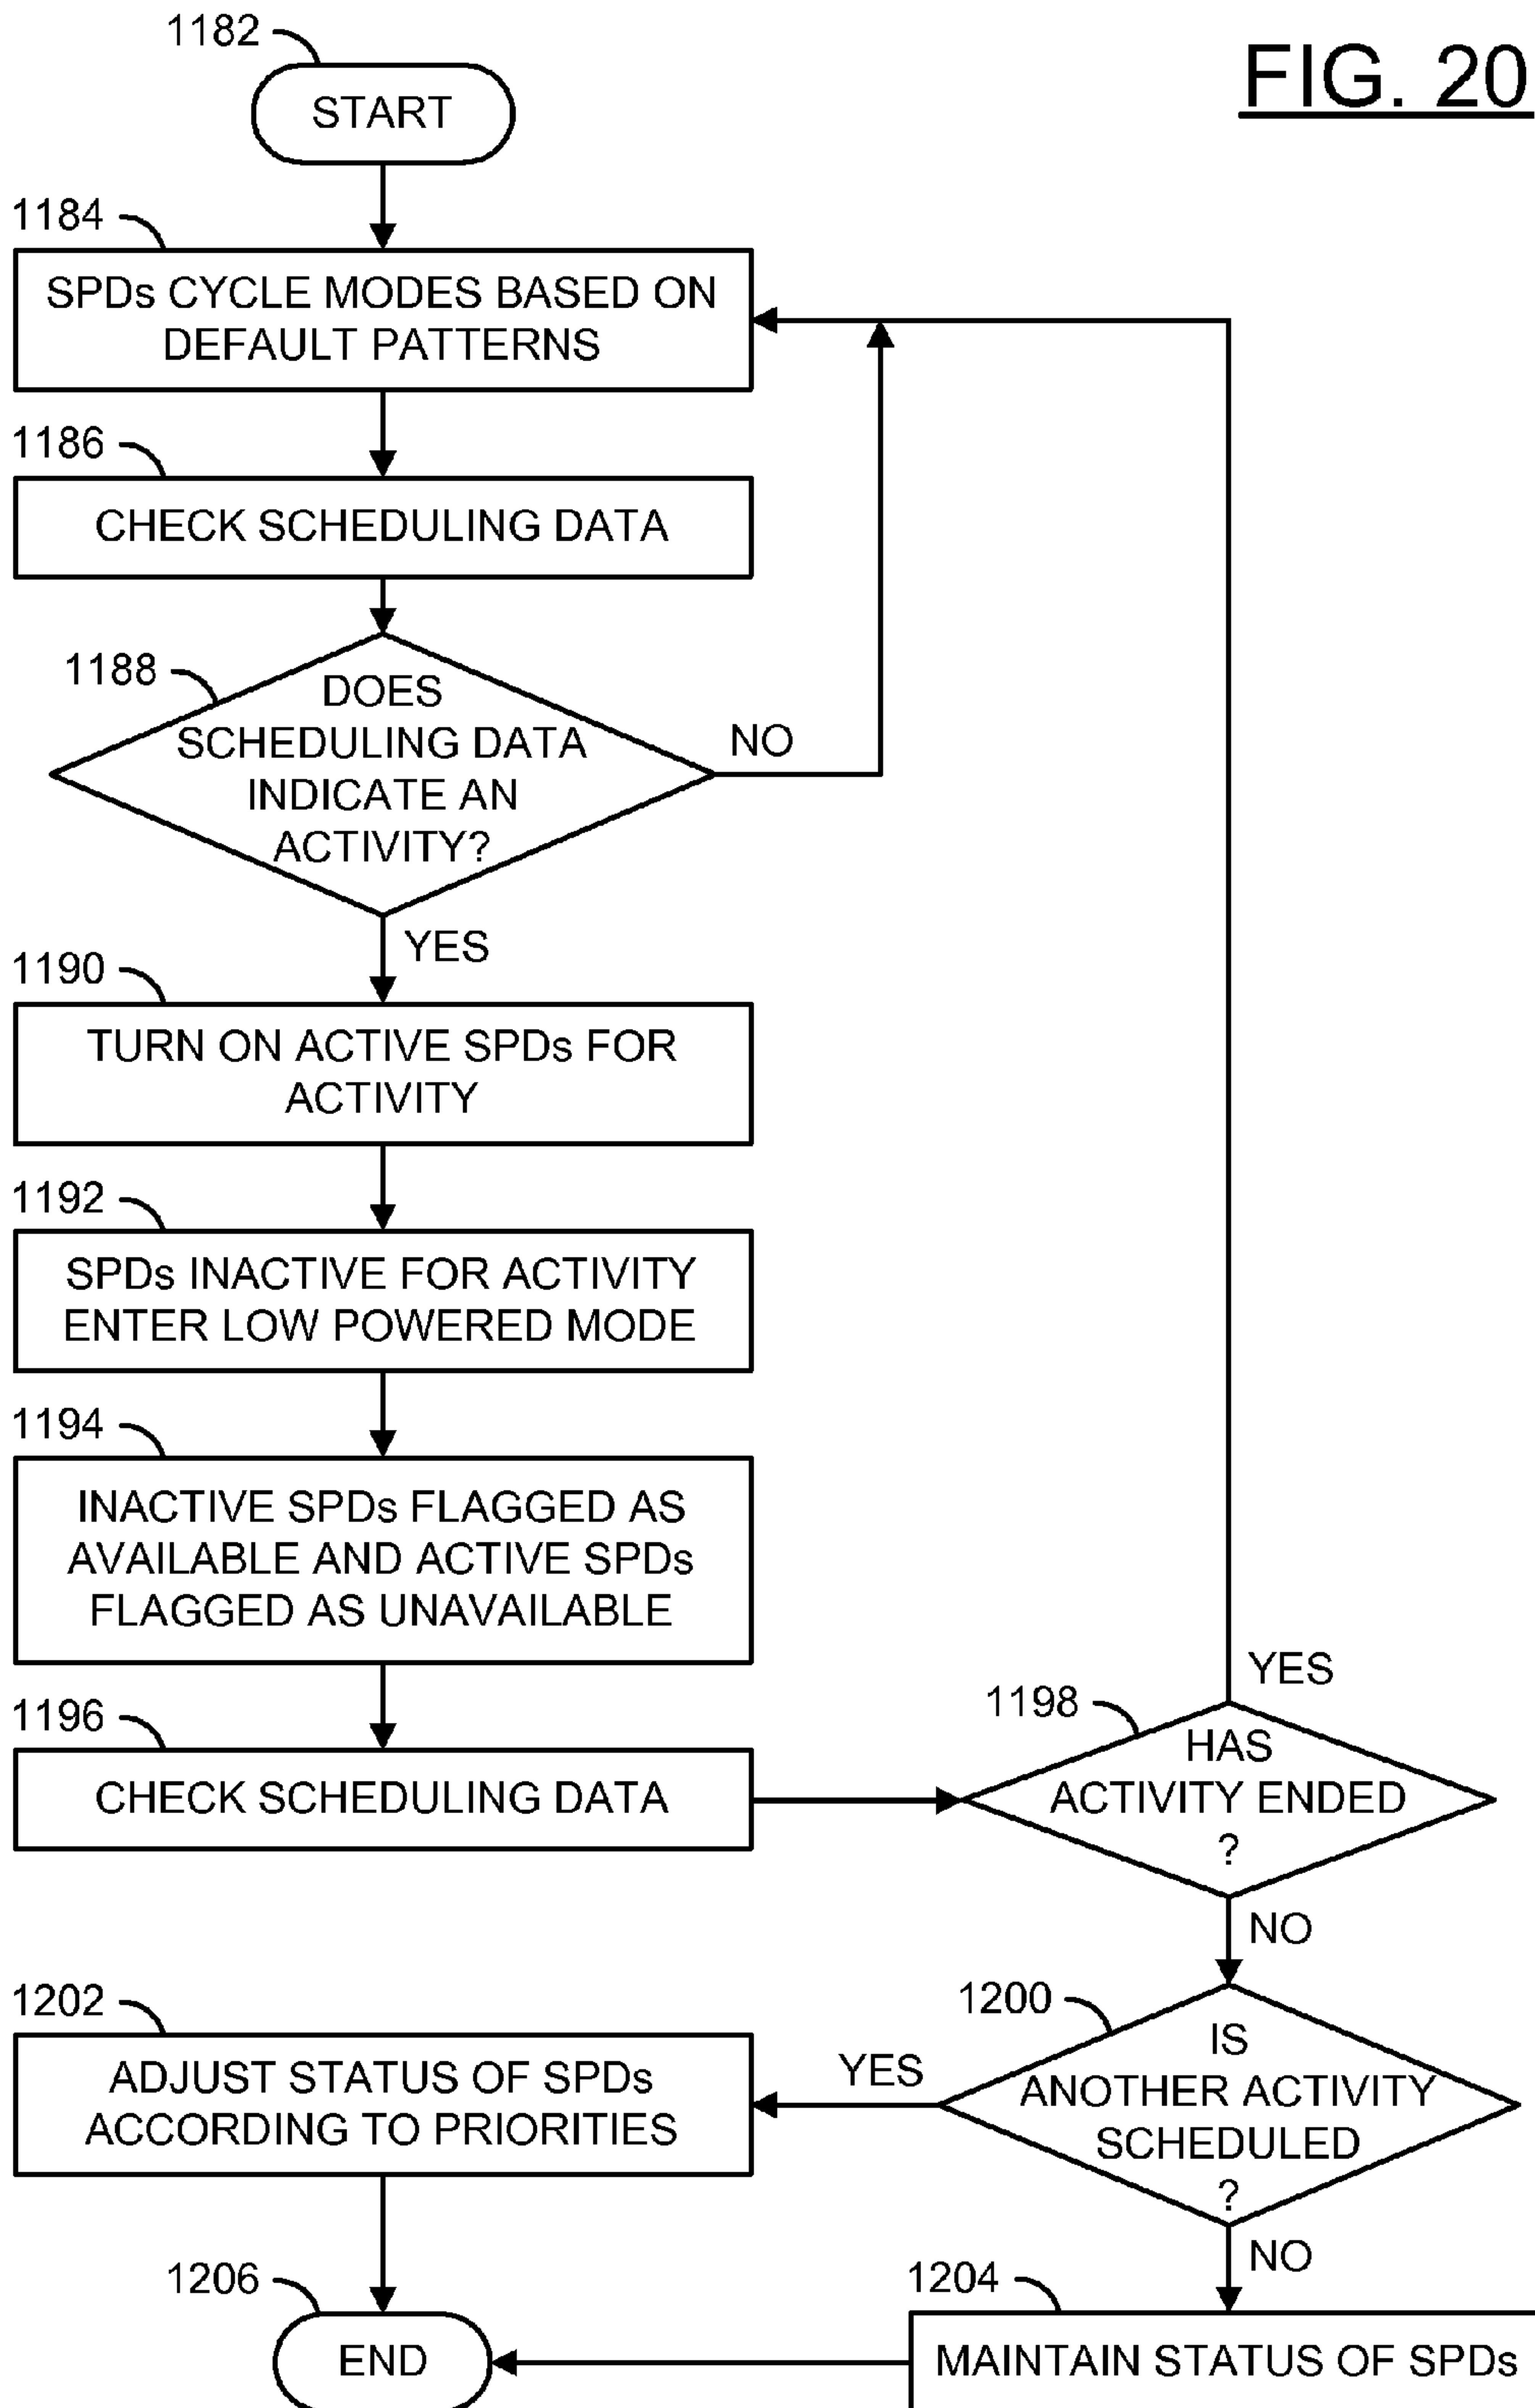 1182
FIG. 20
START
1184
SPDs CYCLE MODES BASED ON
DEFAULT PATTERNS
1186
CHECK SCHEDULING DATA
1188
DOES
SCHEDULING DATA
INDICATE AN
ACTIVITY?
NO
YES
1190
TURN ON ACTIVE SPDs FOR
ACTIVITY
1192
SPDs INACTIVE FOR ACTIVITY
ENTER LOW POWERED MODE
1194
INACTIVE SPDs FLAGGED AS
AVAILABLE AND ACTIVE SPDs
FLAGGED AS UNAVAILABLE
1196
CHECK SCHEDULING DATA
YES
1198
HAS
ACTIVITY ENDED
?
NO
1200
IS
ANOTHER ACTIVITY
SCHEDULED
?
YES
1202
ADJUST STATUS OF SPDs
ACCORDING TO PRIORITIES
NO
1204
MAINTAIN STATUS OF SPDs
1206
END